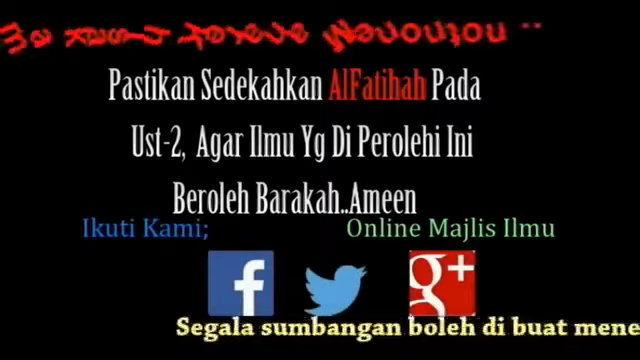 Pastikan Sedekahkan AlFatihah Pada
Ust-2, Agar Ilmu Yg Di Perolehi Ini
Beroleh Barakah..Ameen
Ikuti Kami;
Online Majlis Ilmu
f
g+
Segala sumbangan boleh di buat mene